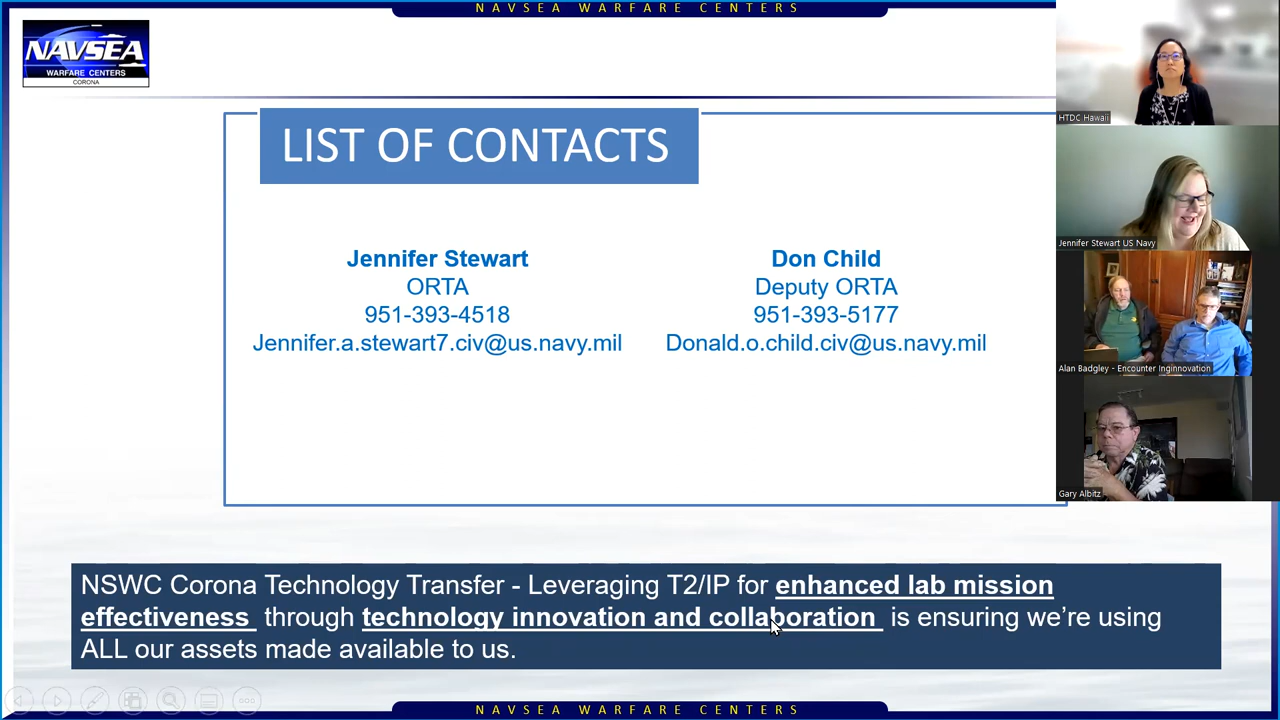 NAVSEA WARFARE CENTERS
NAVSEA
WARFARE CENTERS
CORONA
LIST OF CONTACTS
Jennifer Stewart
ORTA
951-393-4518
Jennifer.a.stewart7.civ@us.navy.mil
Don Child
Deputy ORTA
951-393-5177
Donald.o.child.civ@us.navy.mil
HTDC Hawaii
Jennifer Stewart US Navy
Alan Badgley - Encounter Inginnovation
Gary Albitz
NSWC Corona Technology Transfer - Leveraging T2/IP for enhanced lab mission
effectiveness through technology innovation and collaboration is ensuring we're using
ALL our assets made available to us.
NAVSEA WARFARE CENTERS